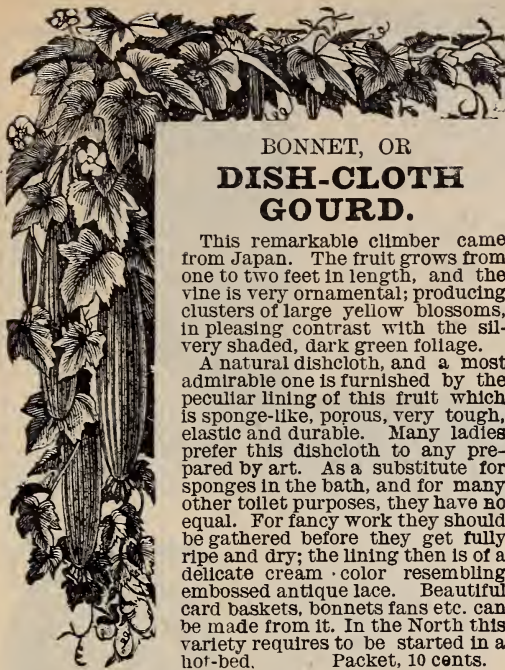 BONNET, OR
DISH-CLOTH
GOURD.
This remarkable climber came
from Japan. The fruit grows from
one to two feet in length, and the
vine is very ornamental; producing
clusters of large yellow blossoms,
in pleasing contrast with the sil-
very shaded, dark green foliage.
A natural dishcloth, and a most
admirable one is furnished by the
peculiar lining of this fruit which
is sponge-like, porous, very tough,
elastic and durable. Many ladies
prefer this dishcloth to any pre-
pared by art. As a substitute for
sponges in the bath, and for many
other toilet purposes, they have no
equal. For fancy work they should
be gathered before they get fully
ripe and dry; the lining then is of a
delicate cream · color resembling
embossed antique lace. Beautiful
card baskets, bonnets fans etc. can
be made from it. In the North this
variety requires to be started in a
hot-bed, Packet, 10 cents.